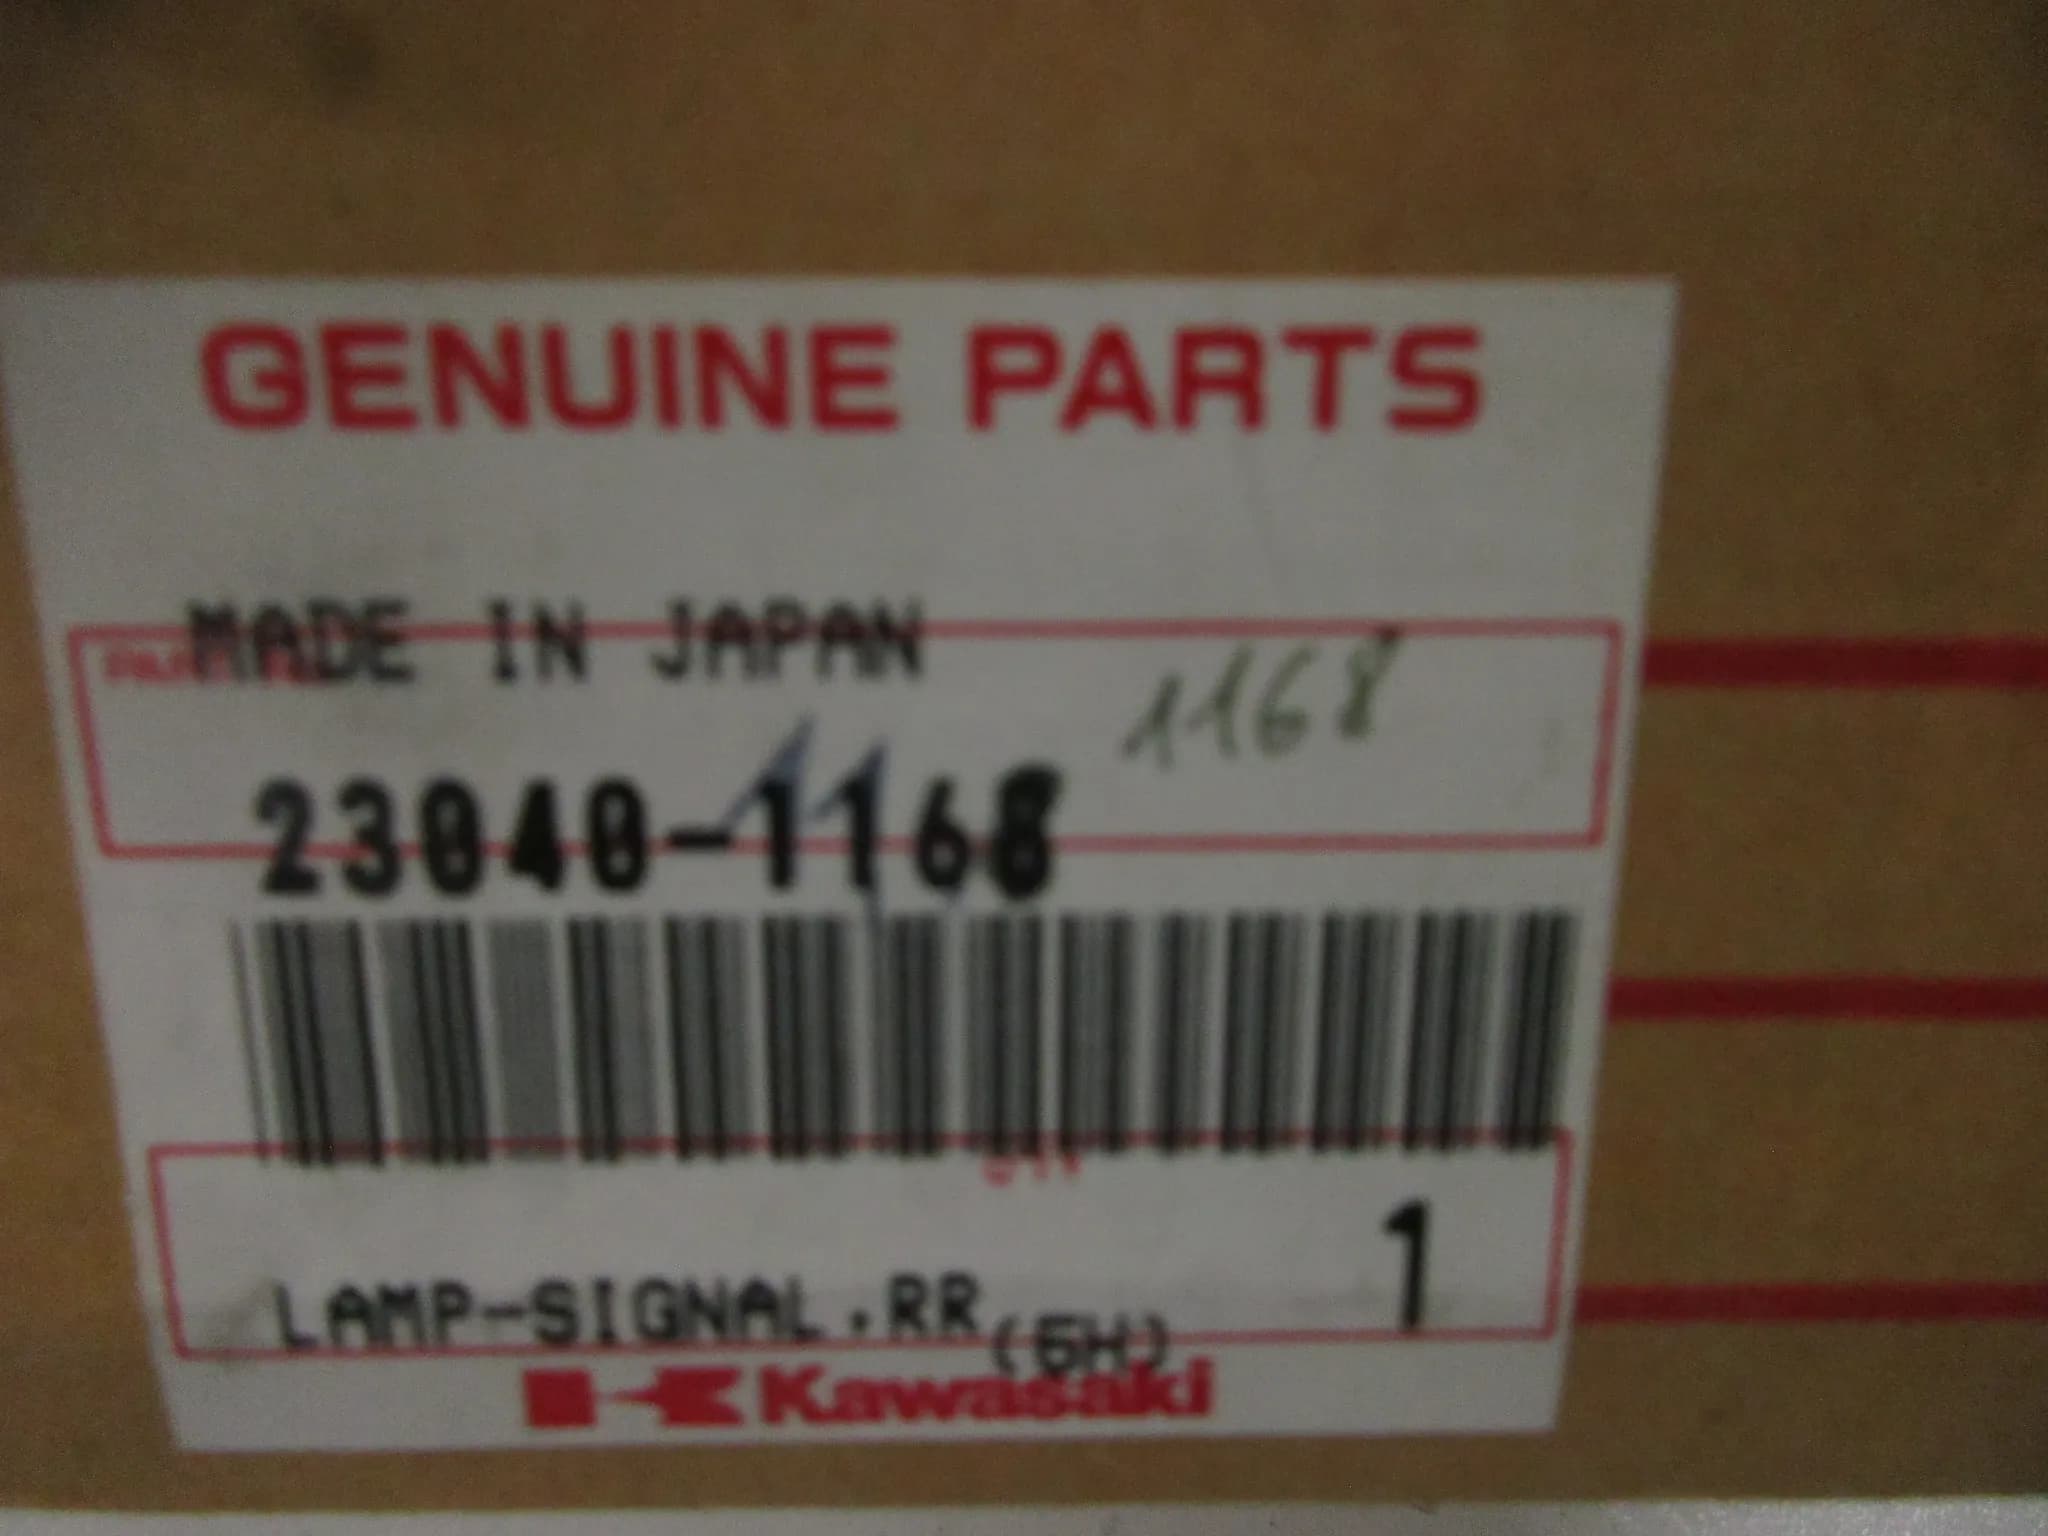 GENUINE PARTS
MADE IN JAPAN
1168
23040-1168
1
LAMP-SIGNAL,RR
(6H)
Kawasaki